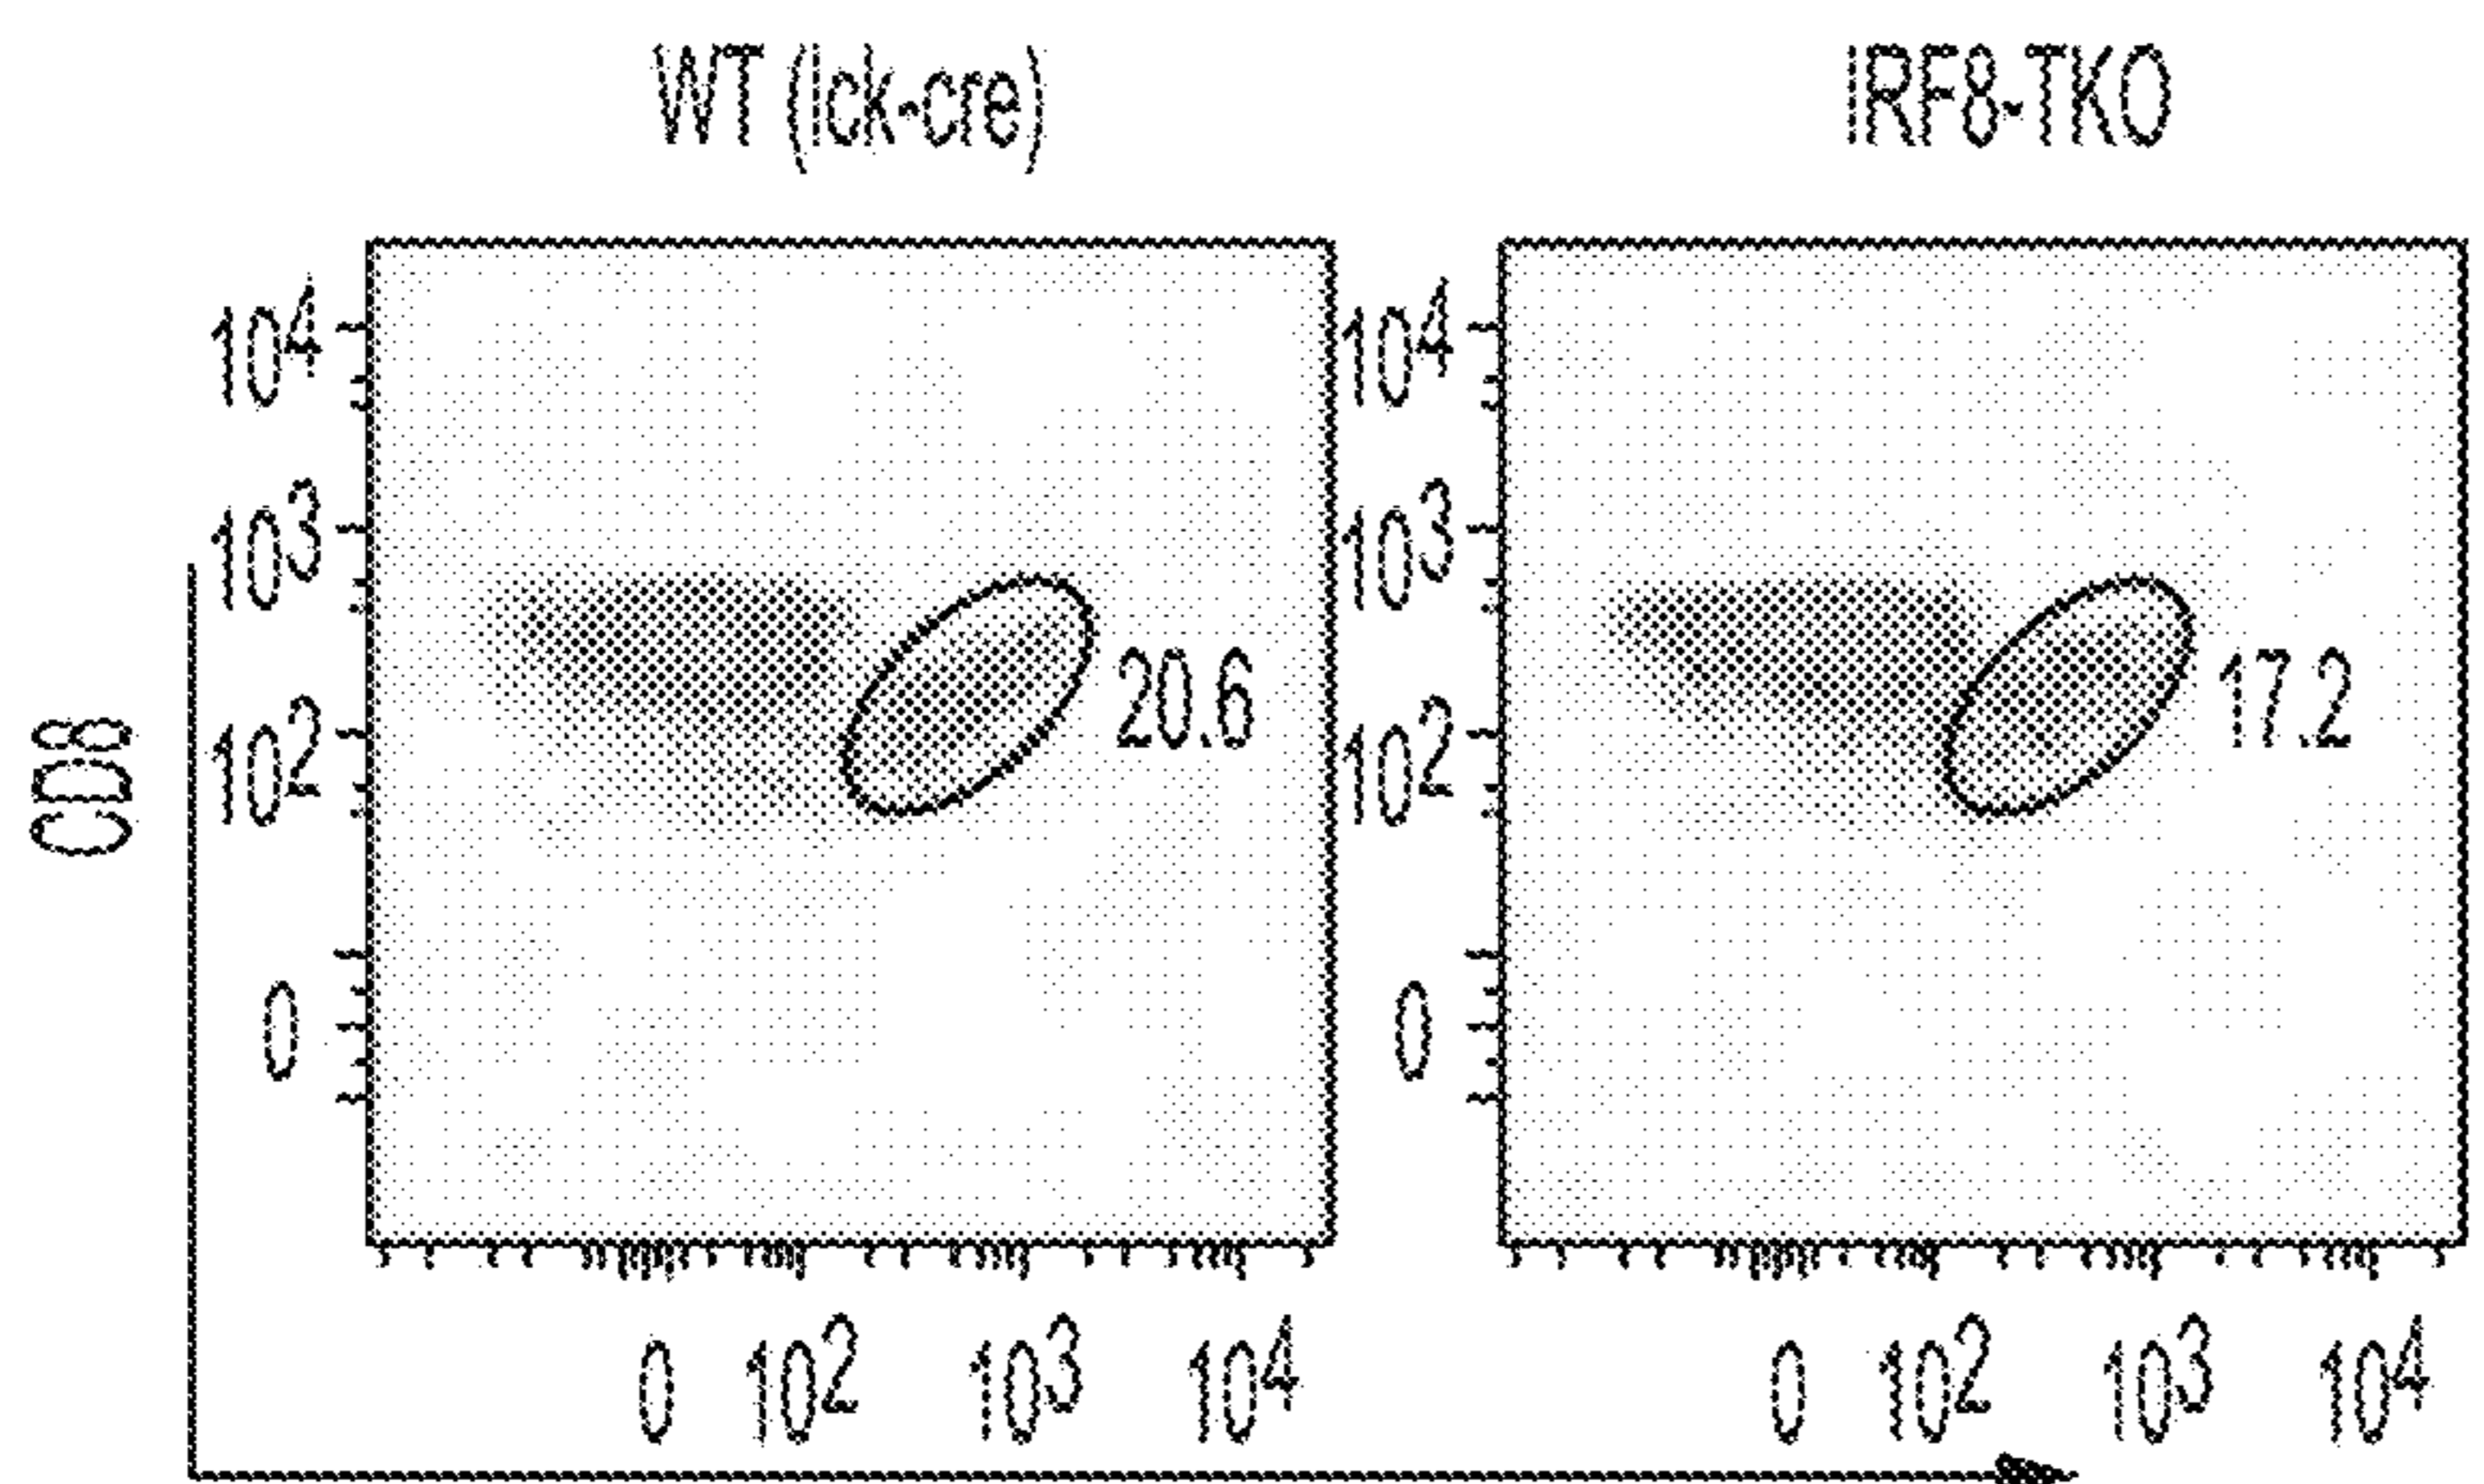 WT (lck-cre) IRF8-TKO
10⁴ 10⁴
10³ 10³
20.6 17.2
CD8 10² 10²
0 0
0 10² 10³ 10⁴ 0 10² 10³ 10⁴